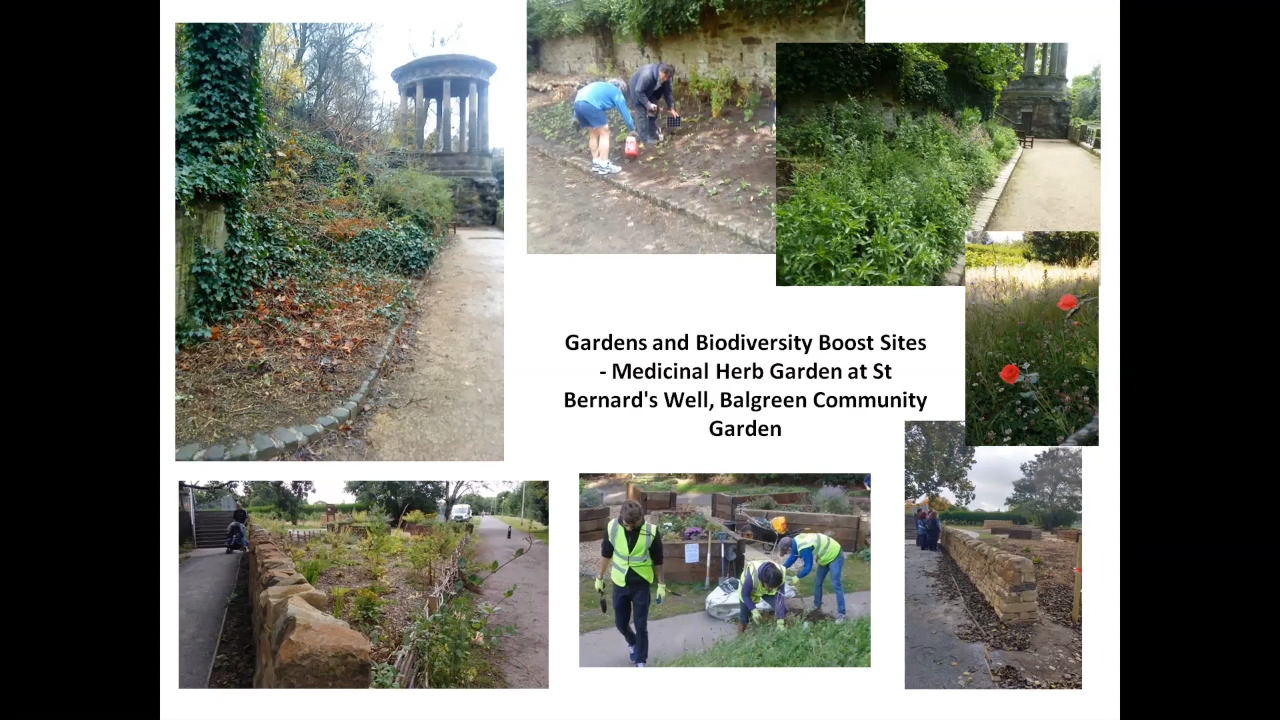 Gardens and Biodiversity Boost Sites
- Medicinal Herb Garden at St
Bernard's Well, Balgreen Community
Garden